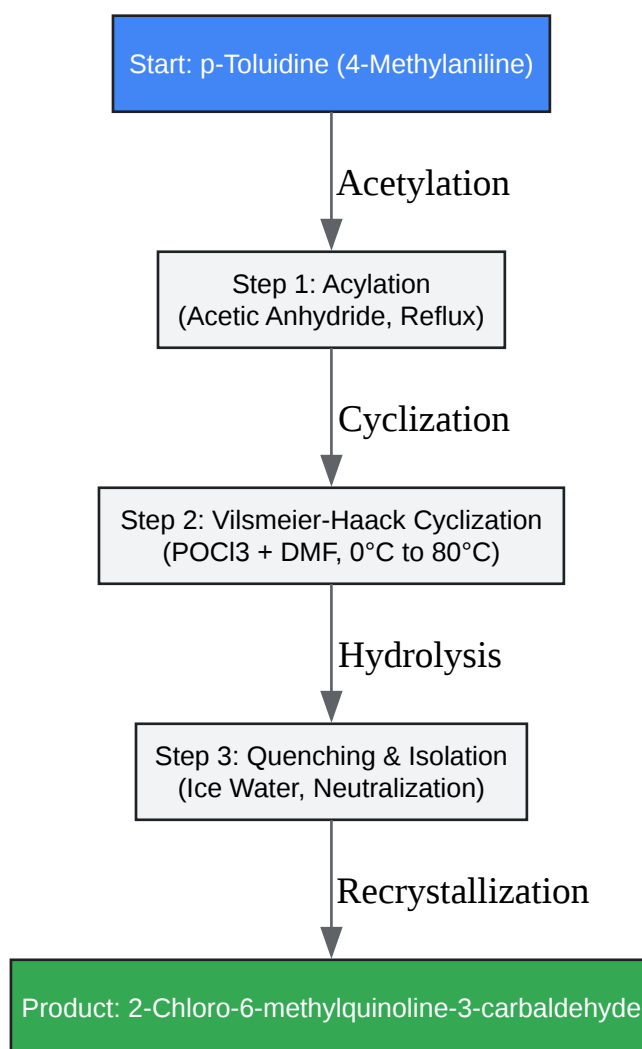 Start: p-Toluidine (4-Methylaniline)
Acetylation
Step 1: Acylation
(Acetic Anhydride, Reflux)
Cyclization
Step 2: Vilsmeier-Haack Cyclization
(POCl3 + DMF, 0°C to 80°C)
Hydrolysis
Step 3: Quenching & Isolation
(Ice Water, Neutralization)
Recrystallization
Product: 2-Chloro-6-methylquinoline-3-carbaldehyde